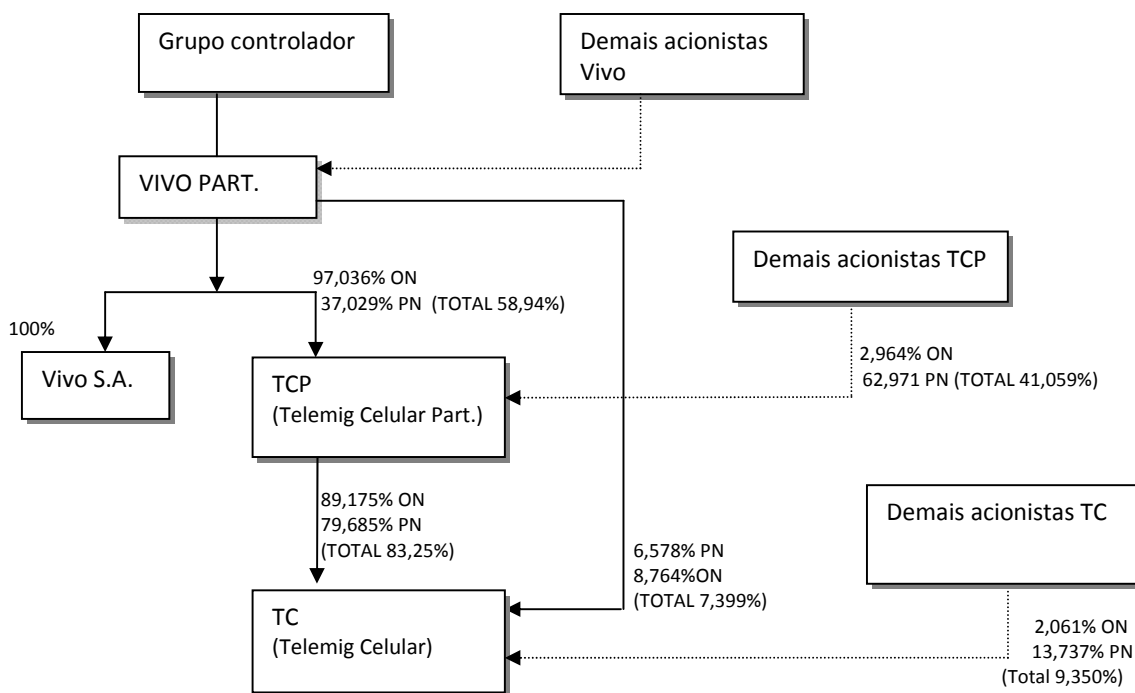 Grupo controlador
Demais acionistas
Vivo
VIVO PART.
Demais acionistas TCP
97,036% ON
37,029% PN (TOTAL 58,94%)
100%
Vivo S.A.
TCP
(Telemig Celular Part.)
2,964% ON
62,971 PN (TOTAL 41,059%)
89,175% ON
79,685% PN
(TOTAL 83,25%)
Demais acionistas TC
6,578% PN
8,764%ON
(TOTAL 7,399%)
TC
(Telemig Celular)
2,061% ON
13,737% PN
(Total 9,350%)